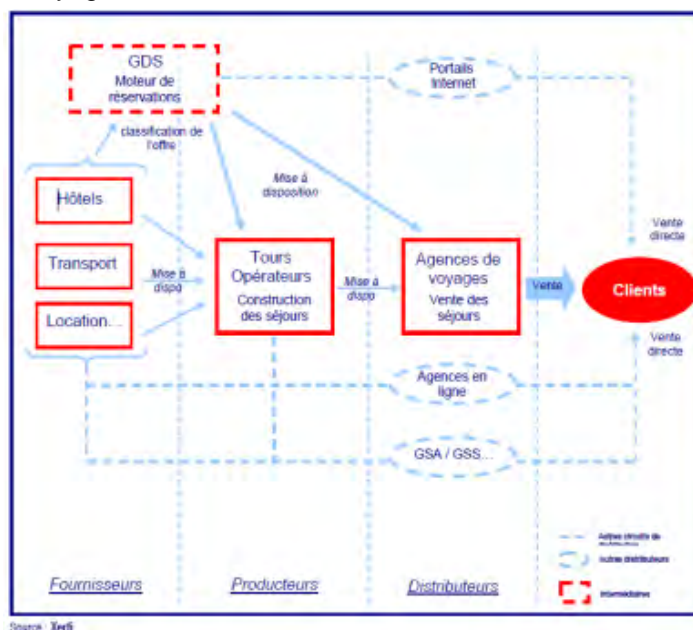 GDS
Moteur de
réservations
Portails
Internet
classification de
l'offre
Mise à
disposition
Hôtels
Transport
Location...
Mise à
dispo
Tours
Opérateurs
Construction
des séjours
Mise à
dispo
Agences de
voyages
Vente des
séjours
Vente
Clients
Vente
directe
Vente
directe
Agences en
ligne
GSA / GSS...
Autres circuits de
autres distributeurs
Intermédiaires
Fournisseurs
Producteurs
Distributeurs
Source : Xerfi